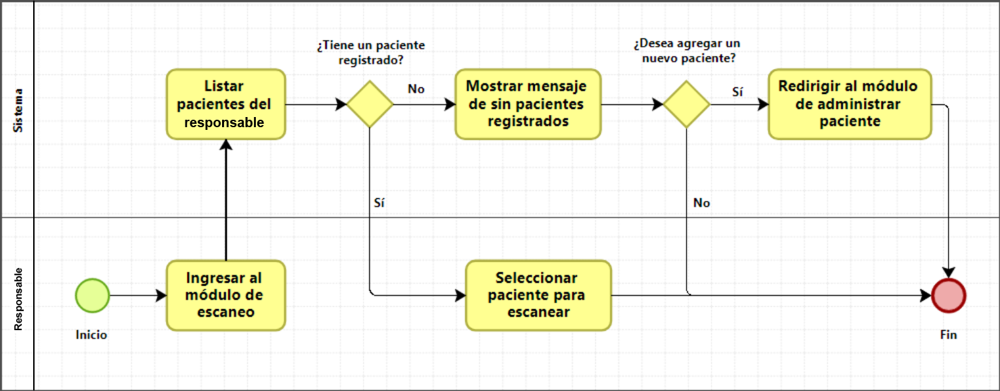 Sistema
¿Tiene un paciente
registrado?
¿Desea agregar un
nuevo paciente?
Listar
pacientes del
responsable
No
Mostrar mensaje
de sin pacientes
registrados
Sí
Redirigir al módulo
de administrar
paciente
Sí
No
Responsable
Inicio
Ingresar al
módulo de
escaneo
Seleccionar
paciente para
escanear
Fin